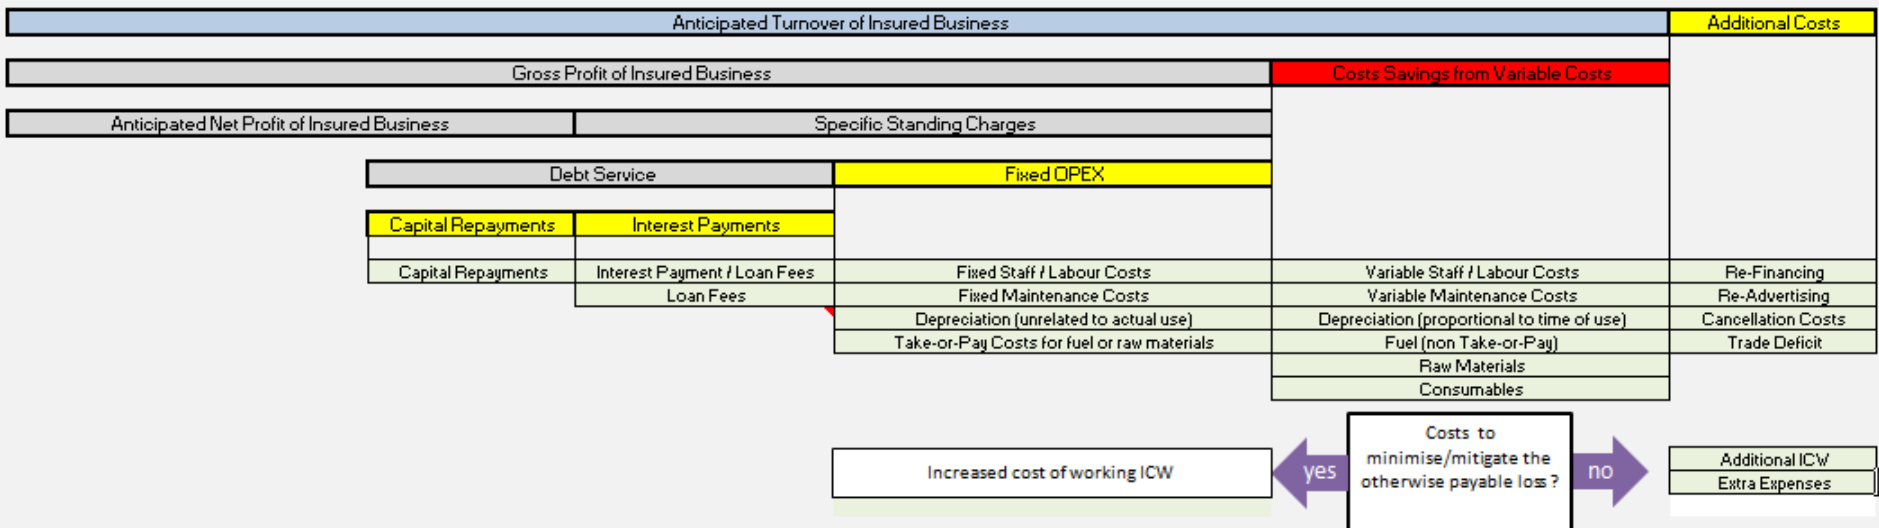 Anticipated Turnover of Insured Business Additional Costs
Gross Profit of Insured Business Costs Savings from Variable Costs
Anticipated Net Profit of Insured Business Specific Standing Charges
Debt Service Fixed OPEX
Capital Repayments Interest Payments
Capital Repayments Interest Payment / Loan Fees Fixed Staff / Labour Costs Variable Staff / Labour Costs Re-Financing
Loan Fees Fixed Maintenance Costs Variable Maintenance Costs Re-Advertising
Depreciation (unrelated to actual use) Depreciation (proportional to time of use) Cancellation Costs
Take-or-Pay Costs for fuel or raw materials Fuel (non Take-or-Pay) Trade Deficit
Raw Materials
Consumables
Increased cost of working ICW
yes
Costs to
minimise/mitigate the
otherwise payable loss ?
no
Additional ICW
Extra Expenses